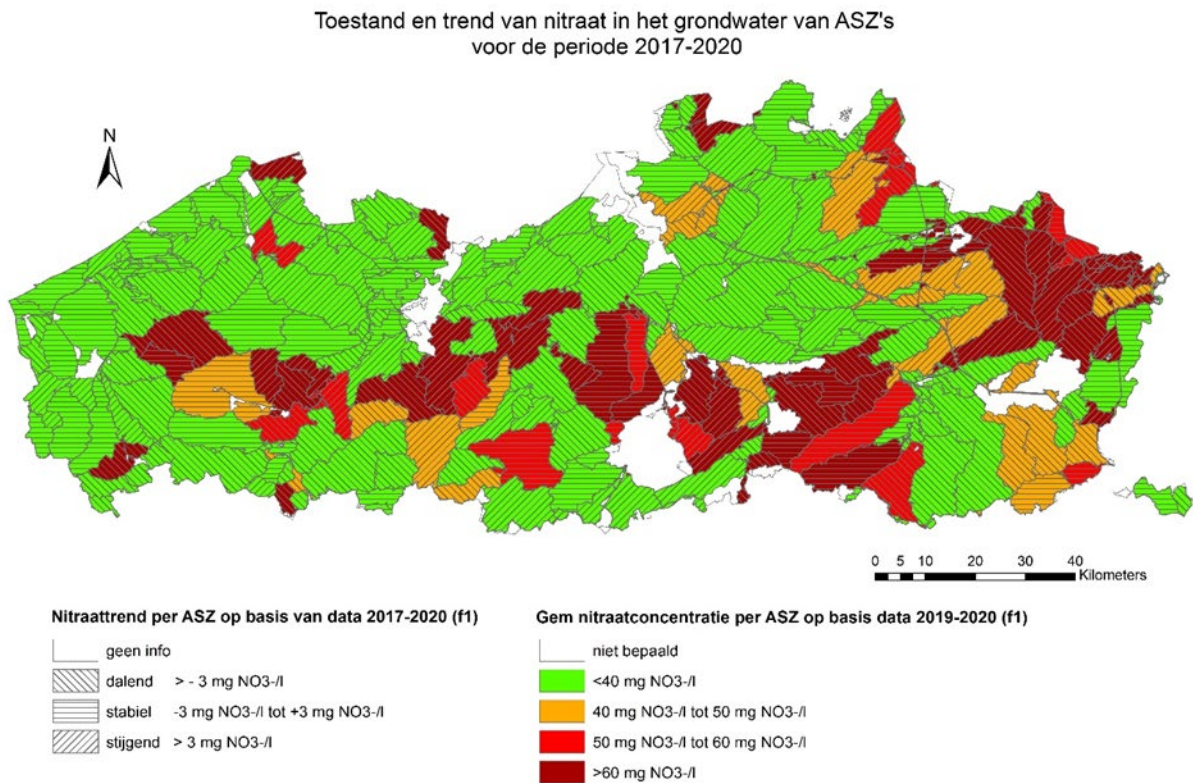 Toestand en trend van nitraat in het grondwater van ASZ's
voor de periode 2017-2020
N
0 5 10 20 30 40
Kilometers
Nitraattrend per ASZ op basis van data 2017-2020 (f1)
geen info
dalend > - 3 mg NO3-/l
stabiel -3 mg NO3-/l tot +3 mg NO3-/l
stijgend > 3 mg NO3-/l
Gem nitraatconcentratie per ASZ op basis data 2019-2020 (f1)
niet bepaald
<40 mg NO3-/l
40 mg NO3-/l tot 50 mg NO3-/l
50 mg NO3-/l tot 60 mg NO3-/l
>60 mg NO3-/l